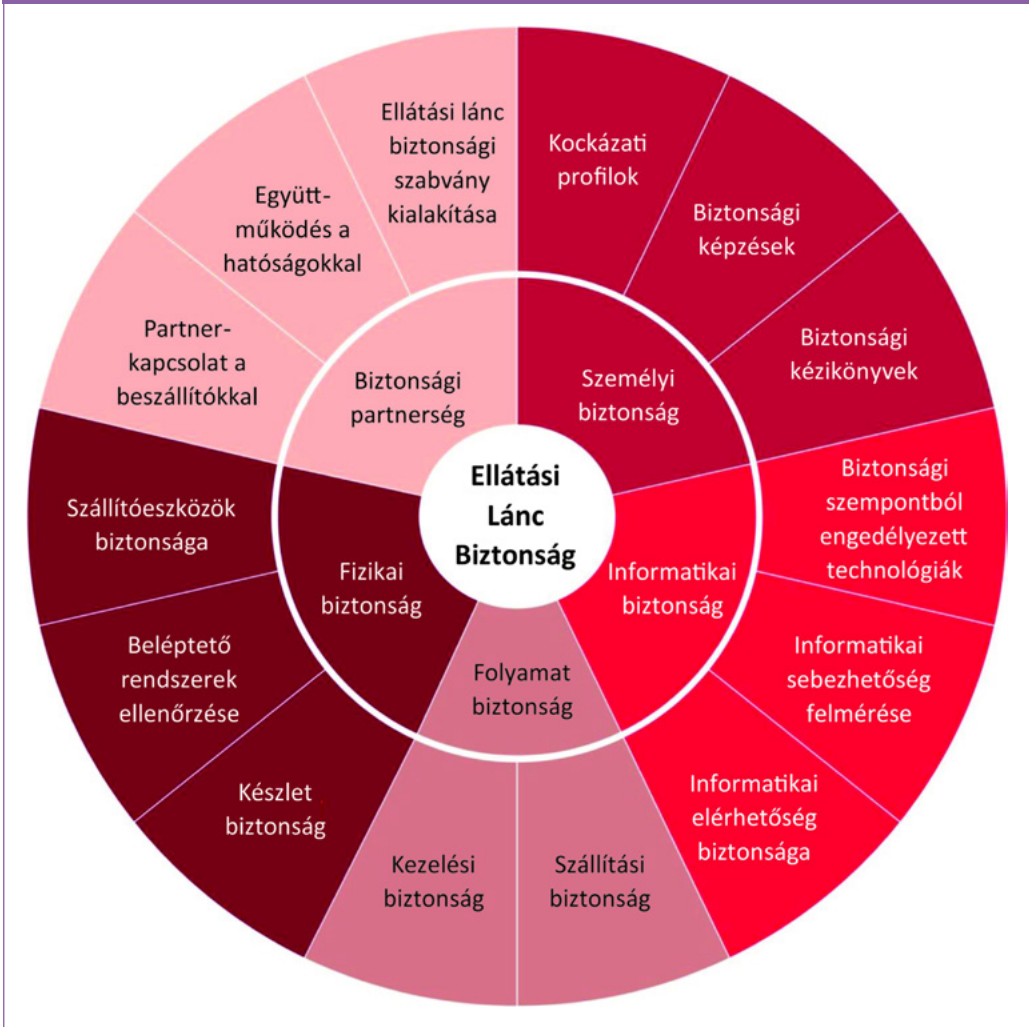 Ellátási
Lánc
Biztonság
Személyi
biztonság
Kockázati
profilok
Biztonsági
képzések
Biztonsági
kézikönyvek
Informatikai
biztonság
Biztonsági
szempontból
engedélyezett
technológiák
Informatikai
sebezhetőség
felmérése
Informatikai
elérhetőség
biztonsága
Folyamat
biztonság
Szállítási
biztonság
Kezelési
biztonság
Fizikai
biztonság
Készlet
biztonság
Beléptető
rendszerek
ellenőrzése
Szállítóeszközök
biztonsága
Biztonsági
partnerség
Partner-
kapcsolat a
beszállítókkal
Együtt-
működés a
hatóságokkal
Ellátási lánc
biztonsági
szabvány
kialakítása